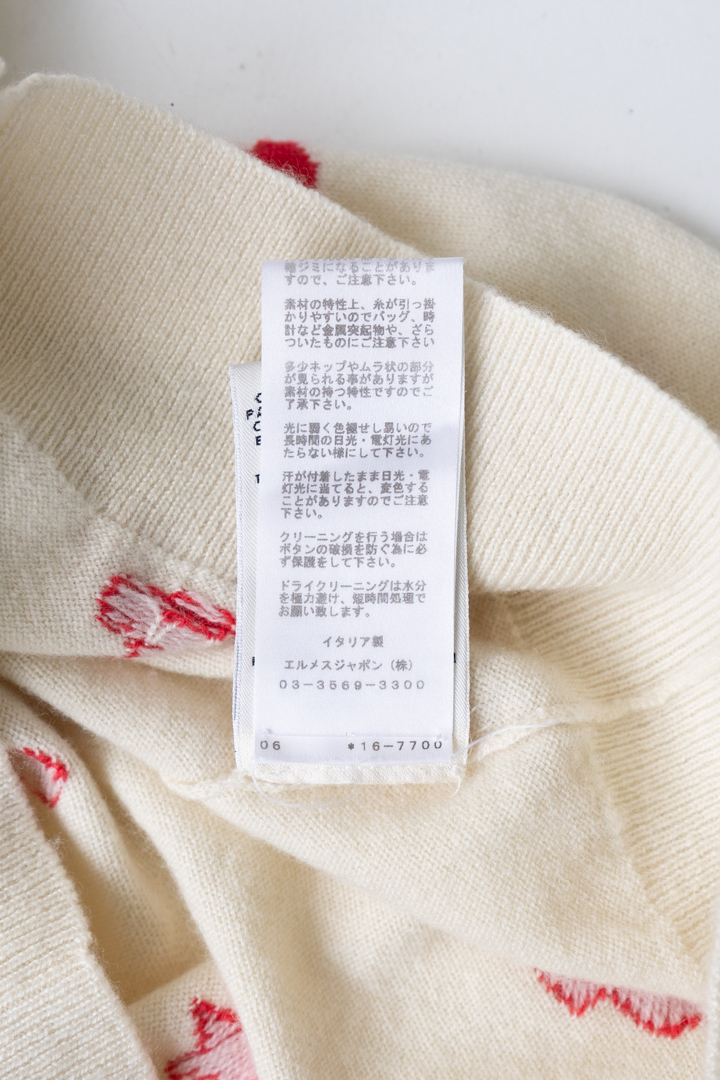 輪ジミになることがありま
すので、ご注意下さい。
素材の特性上、糸が引っ掛
かりやすいのでバッグ、時
計など金属突起物や、ざら
ついたものにご注意下さい
多少ネップやムラ状の部分
が見られる事がありますが
素材の持つ特性ですのでご
了承下さい。
光に弱く色褪せし易いので
長時間の日光・電灯光にあ
たらない様にして下さい。
汗が付着したまま日光・電
灯光に当てると、変色する
ことがありますのでご注意
下さい。
クリーニングを行う場合は
ボタンの破損を防ぐ為に必
ず保護をして下さい。
ドライクリーニングは水分
を極力避け、短時間処理で
お願い致します。
イタリア製
エルメスジャポン（株）
03-3569-3300
06 *16-7700